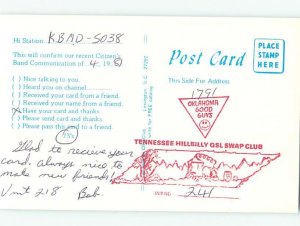 Hi Station: KBAD-5038
This will confirm our recent Citizen's
Band Communication of 4, 19 81
( ) Nice talking to you.
( ) Heard you on channel
( ) Received your card from a friend.
( ) Received your name from a friend.
(X) Have your card and thanks.
( ) Please send card and thanks.
( ) Please pass this card to a friend.
Glad to receive your
card. always nice to
make new friends!
Unit 218 Bob
Post Card
PLACE
STAMP
HERE
This Side For Address
1791
OKLAHOMA
GOOD
GUYS
TENNESSEE HILLBILLY QSL SWAP CLUB
241